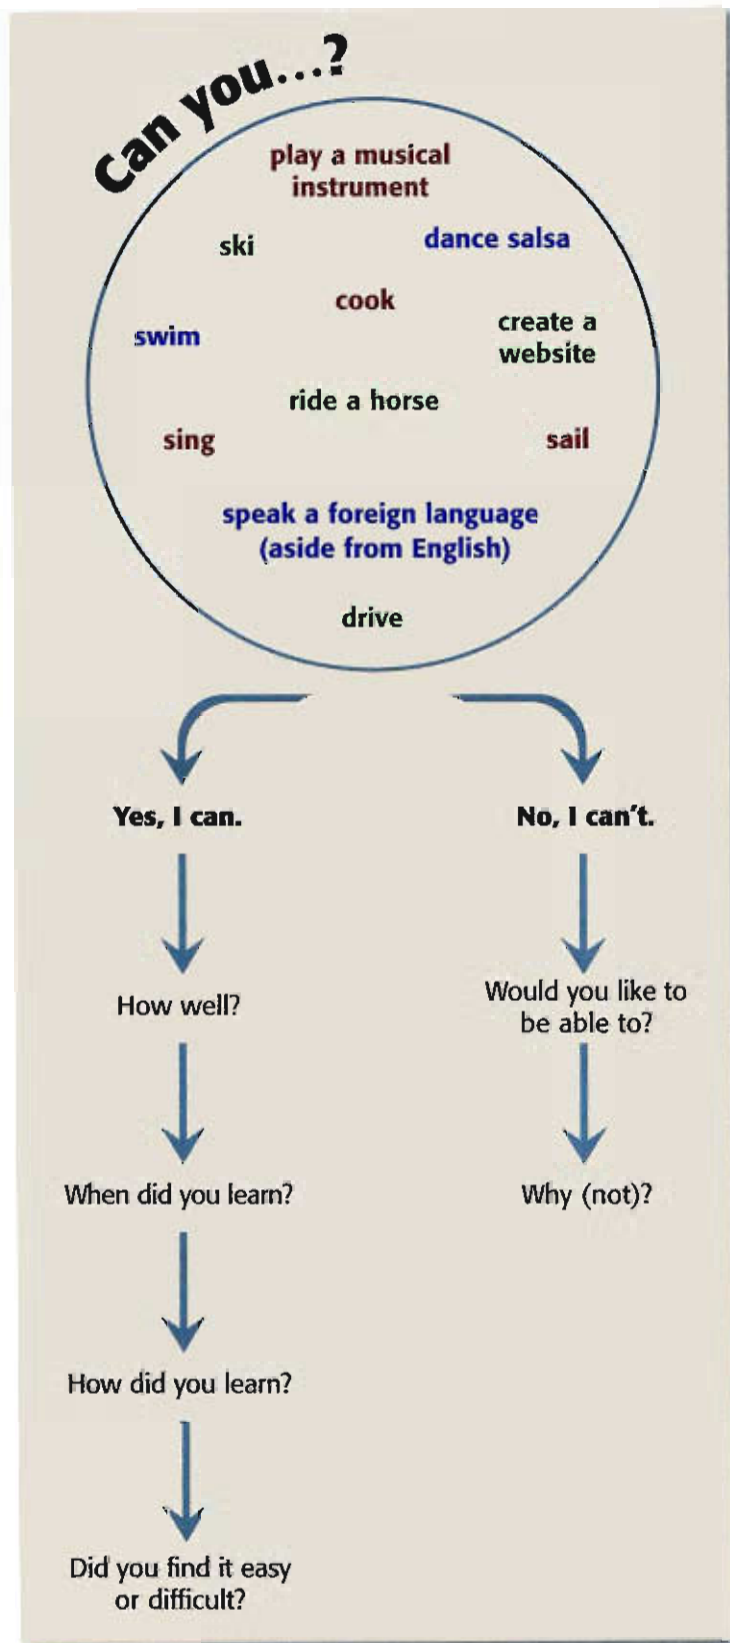 Can you...?
play a musical
instrument
ski
dance salsa
cook
swim
create a
website
ride a horse
sing
sail
speak a foreign language
(aside from English)
drive
Yes, I can.
No, I can't.
How well?
Would you like to
be able to?
When did you learn?
Why (not)?
How did you learn?
Did you find it easy
or difficult?